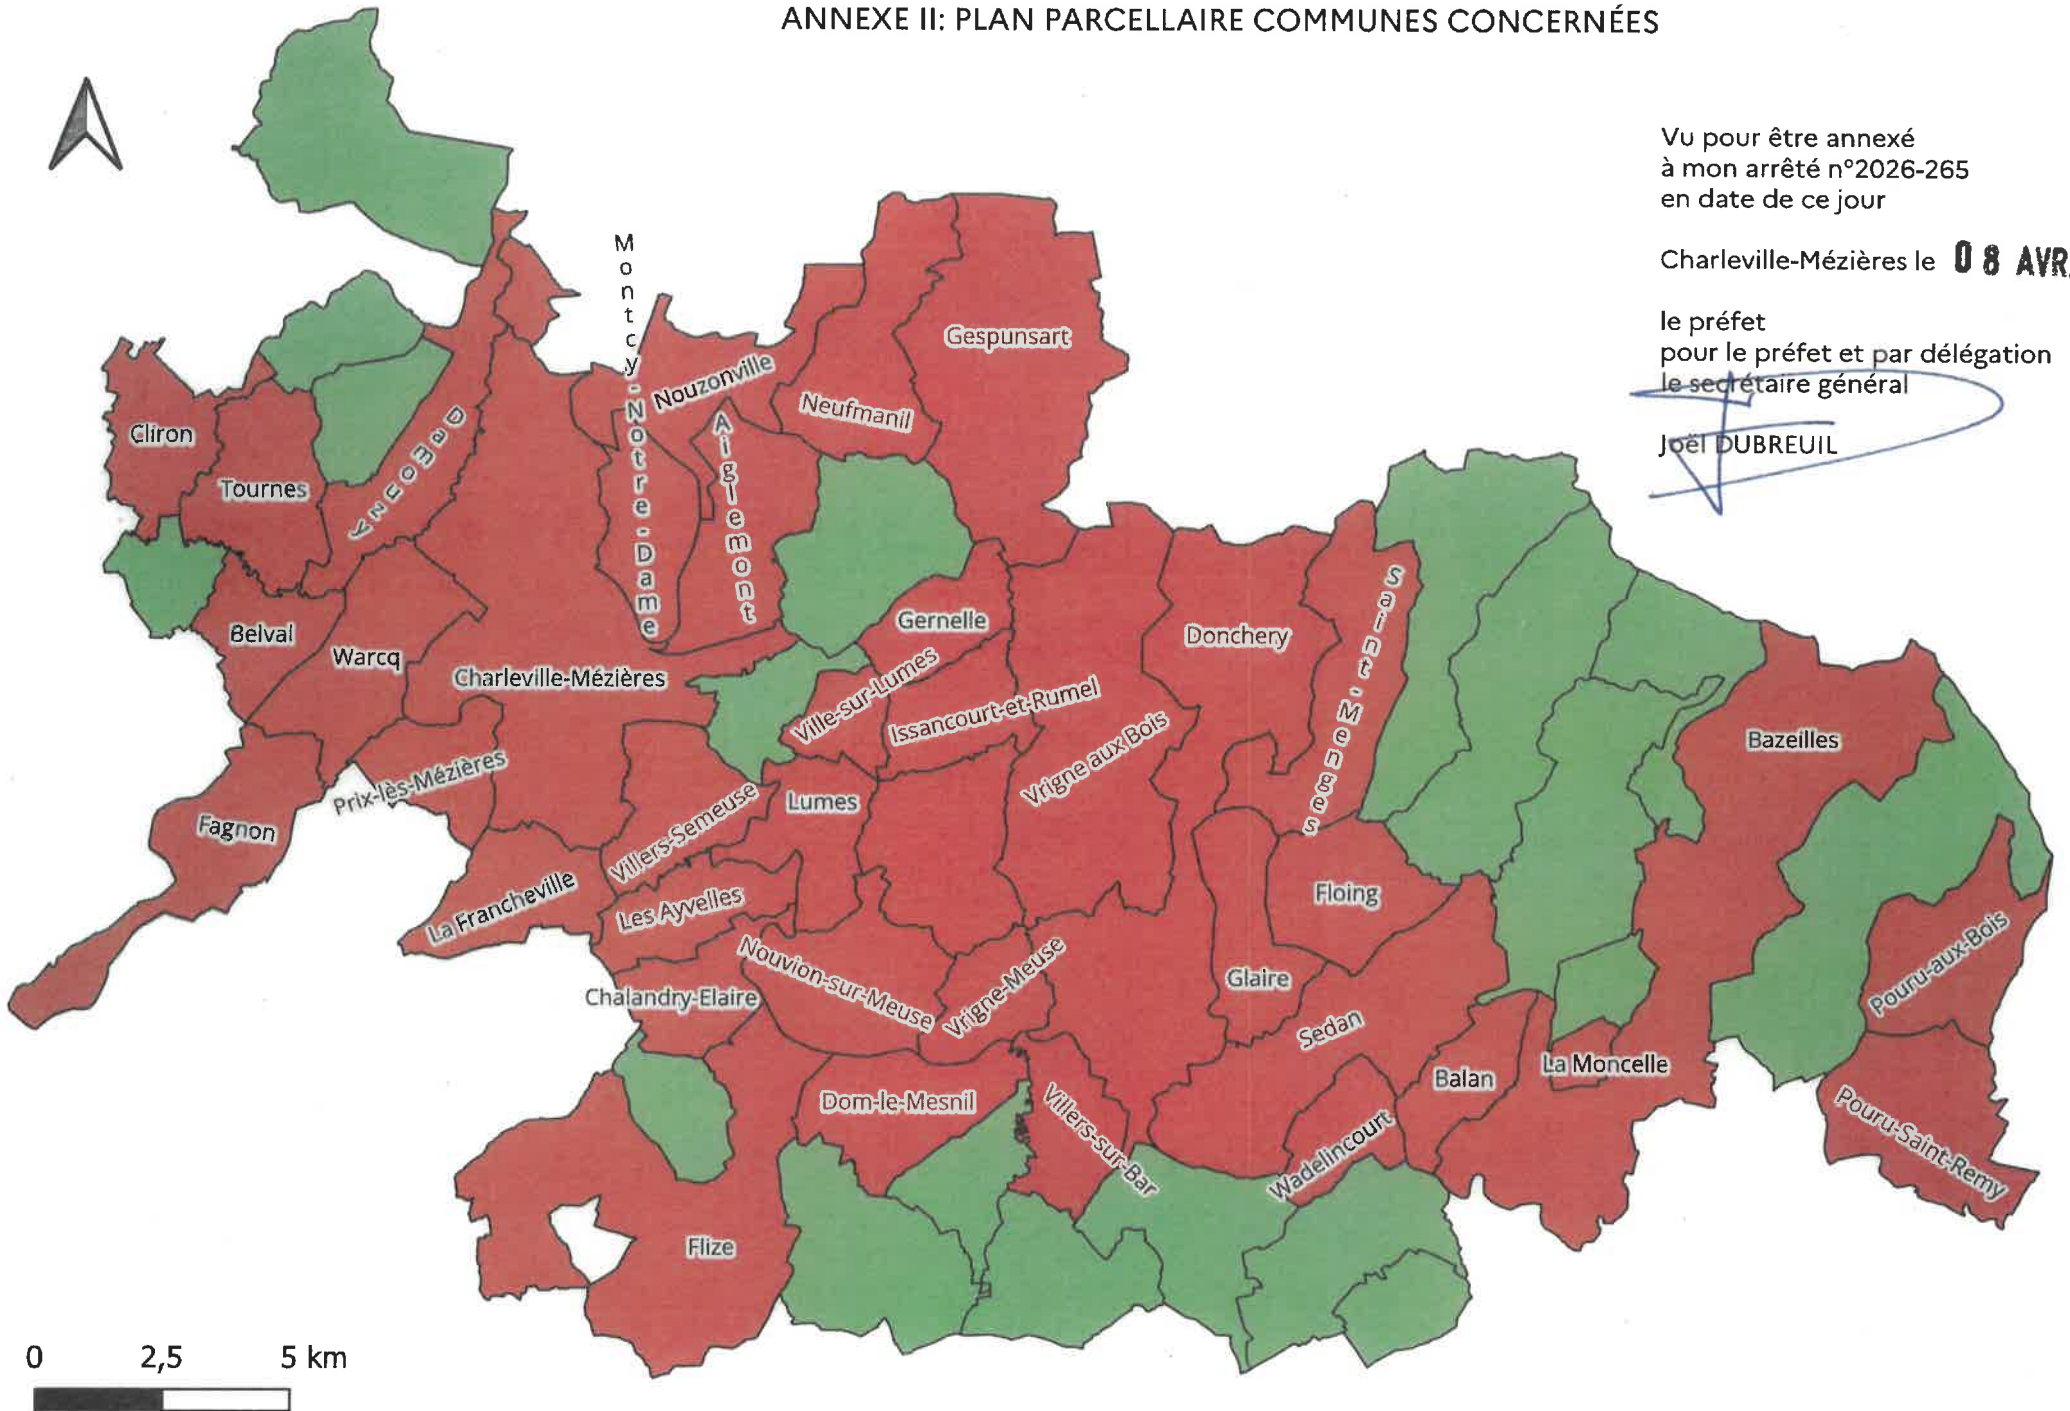 ANNEXE II: PLAN PARCELLAIRE COMMUNES CONCERNÉES
Vu pour être annexé
à mon arrêté n°2026-265
en date de ce jour
Charleville-Mézières le 08 AVR.
le préfet
pour le préfet et par délégation
le secrétaire général
Joël DUBREUIL
Montcy-Notre-Dame
Nouzonville
Gespunsart
Neufmanil
Aiglemont
Cliron
Tournes
Damouzy
Saint-Menges
Belval
Warcq
Charleville-Mézières
Gernelle
Donchery
Ville-sur-Lumes
Issancourt-et-Rumel
Vrigne aux Bois
Bazeilles
Prix-lès-Mézières
Fagnon
Villers-Semeuse
Lumes
La Francheville
Les Ayvelles
Floing
Nouvion-sur-Meuse
Vrigne-Meuse
Glaire
Pouru-aux-Bois
Chalandry-Elaire
Sedan
Balan
La Moncelle
Dom-le-Mesnil
Villers-sur-Bar
Wadelincourt
Pouru-Saint-Remy
Flize
0 2,5 5 km